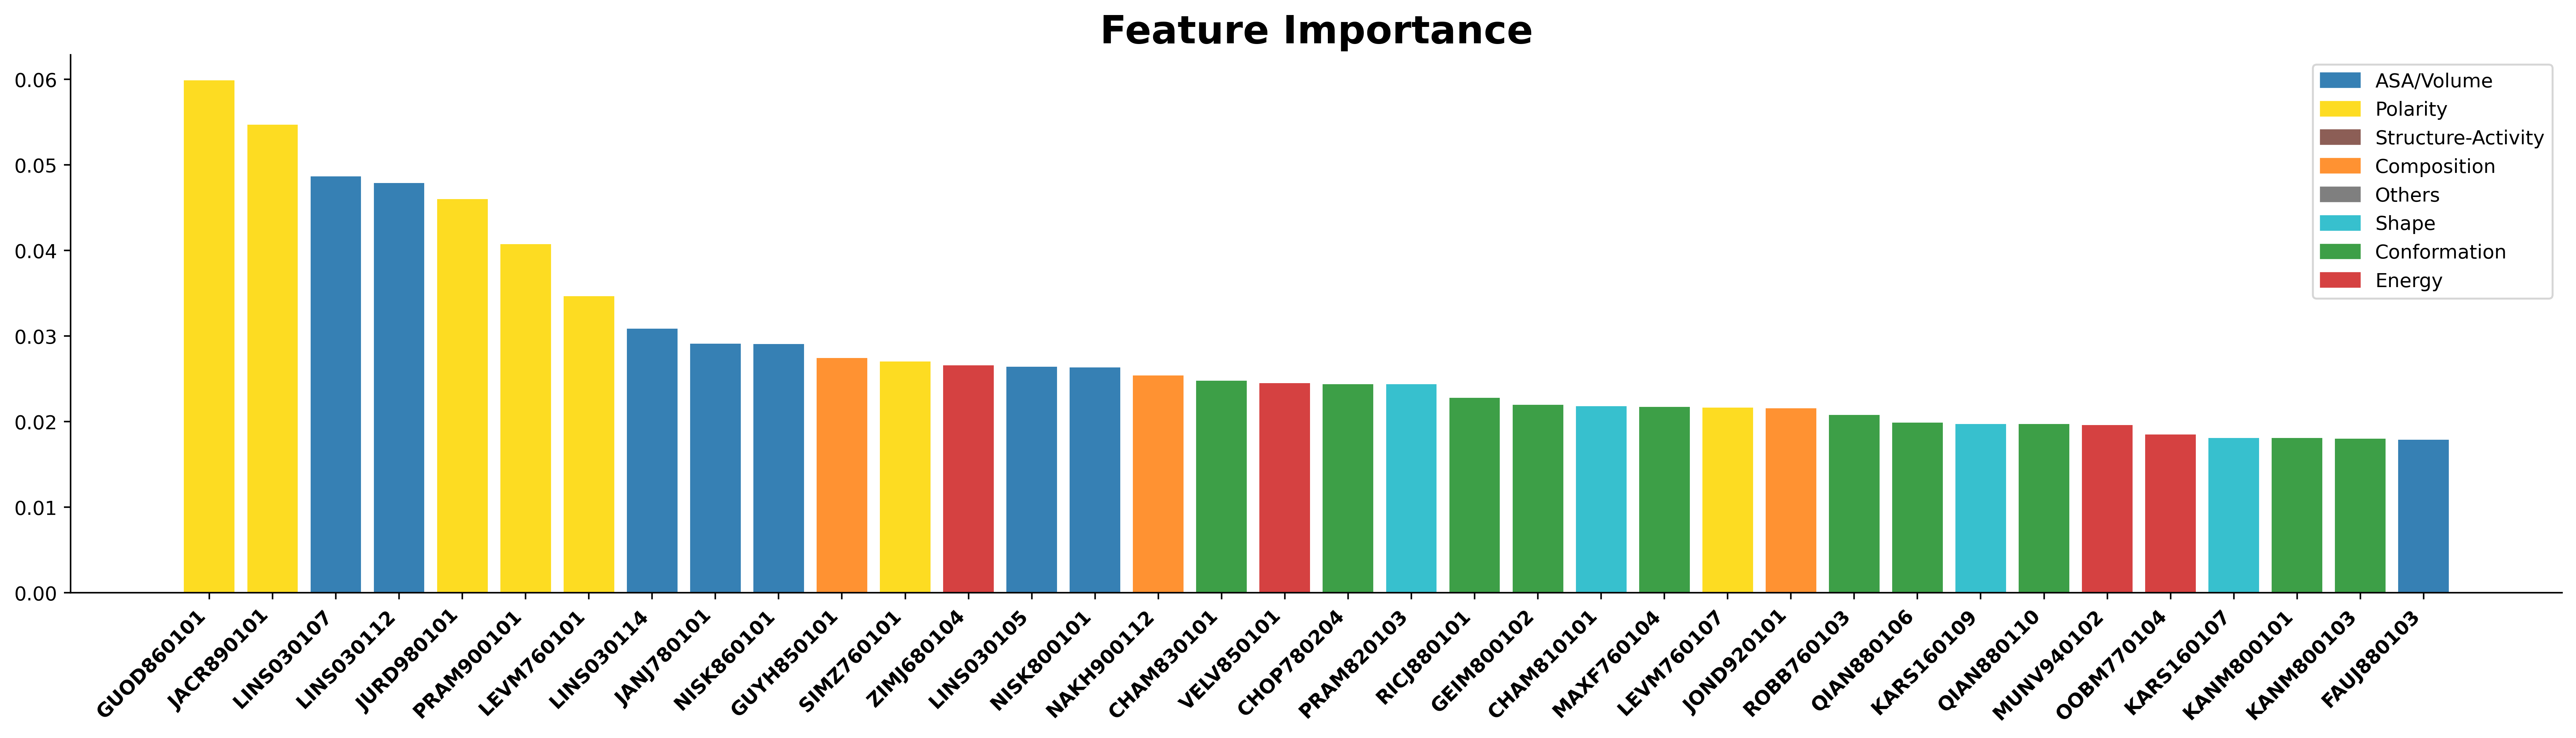 Feature Importance
0.06
0.05
0.04
0.03
0.02
0.01
0.00
ASA/Volume
Polarity
Structure-Activity
Composition
Others
Shape
Conformation
Energy
GUOD860101
JACR890101
LINS030107
LINS030112
JURD980101
PRAM900101
LEVM760101
LINS030114
JANJ780101
NISK860101
GUYH850101
SIMZ760101
ZIMJ680104
LINS030105
NISK800101
NAKH900112
CHAM830101
VELV850101
CHOP780204
PRAM820103
RICJ880101
GEIM800102
CHAM810101
MAXF760104
LEVM760107
JOND920101
ROBB760103
QIAN880106
KARS160109
QIAN880110
MUNV940102
OOBM770104
KARS160107
KANM800101
KANM800103
FAUJ880103